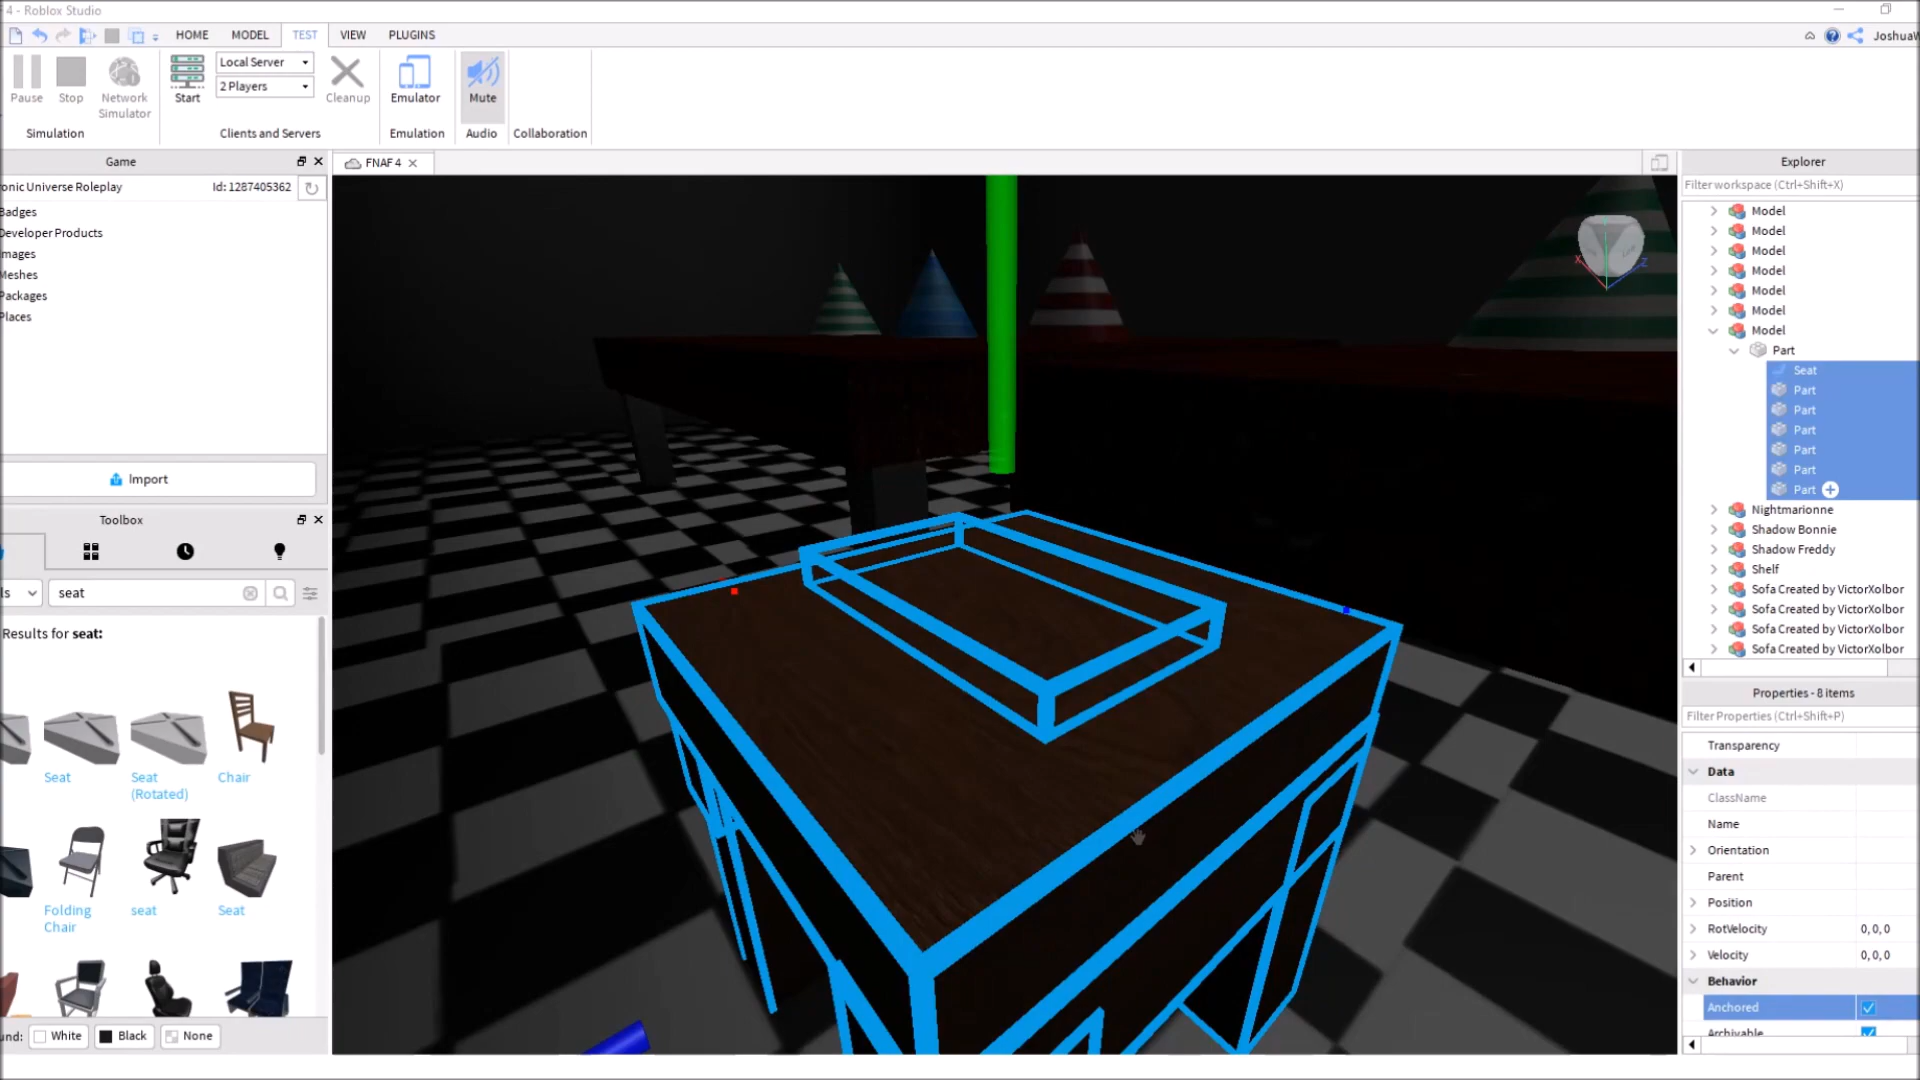 4 - Roblox Studio
HOME MODEL TEST VIEW PLUGINS
JoshuaW
Pause Stop Network Simulator
Simulation
Start
Local Server
2 Players
Cleanup
Clients and Servers
Emulator
Emulation
Mute
Audio
Collaboration
Game
onic Universe Roleplay Id: 1287405362
Badges
Developer Products
mages
Meshes
Packages
Places
Import
Toolbox
ls seat
Results for seat:
Seat
Seat (Rotated)
Chair
Folding Chair
seat
Seat
und: White Black None
FNAF 4
X
Z
Explorer
Filter workspace (Ctrl+Shift+X)
Model
Model
Model
Model
Model
Model
Model
Part
Seat
Part
Part
Part
Part
Part
Part
Nightmarionne
Shadow Bonnie
Shadow Freddy
Shelf
Sofa Created by VictorXolbor
Sofa Created by VictorXolbor
Sofa Created by VictorXolbor
Sofa Created by VictorXolbor
Properties - 8 items
Filter Properties (Ctrl+Shift+P)
Transparency
Data
ClassName
Name
Orientation
Parent
Position
RotVelocity 0, 0, 0
Velocity 0, 0, 0
Behavior
Anchored
Archivable